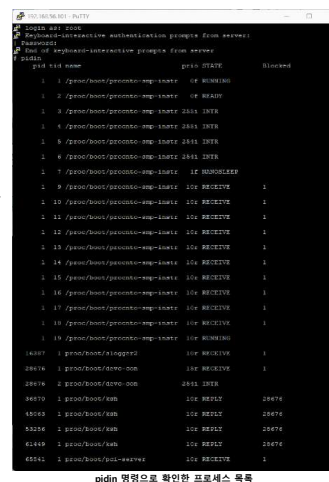 192.168.56.101 - PuTTY
login as: root
Keyboard-interactive authentication prompts from server:
| Password:
End of keyboard-interactive prompts from server
# pidin
pid tid name prio STATE Blocked
1 1 /proc/boot/procnto-smp-instr 0f RUNNING
1 2 /proc/boot/procnto-smp-instr 0f READY
1 3 /proc/boot/procnto-smp-instr 255i INTR
1 4 /proc/boot/procnto-smp-instr 255i INTR
1 5 /proc/boot/procnto-smp-instr 254i INTR
1 6 /proc/boot/procnto-smp-instr 254i INTR
1 7 /proc/boot/procnto-smp-instr 1f NANOSLEEP
1 9 /proc/boot/procnto-smp-instr 10r RECEIVE 1
1 10 /proc/boot/procnto-smp-instr 10r RECEIVE 1
1 11 /proc/boot/procnto-smp-instr 10r RECEIVE 1
1 12 /proc/boot/procnto-smp-instr 10r RECEIVE 1
1 13 /proc/boot/procnto-smp-instr 10r RECEIVE 1
1 14 /proc/boot/procnto-smp-instr 10r RECEIVE 1
1 15 /proc/boot/procnto-smp-instr 10r RECEIVE 1
1 16 /proc/boot/procnto-smp-instr 10r RECEIVE 1
1 17 /proc/boot/procnto-smp-instr 10r RECEIVE 1
1 18 /proc/boot/procnto-smp-instr 10r RECEIVE 1
1 19 /proc/boot/procnto-smp-instr 10r RUNNING
16387 1 proc/boot/slogger2 10r RECEIVE 1
28676 1 proc/boot/devc-con 15r RECEIVE 1
28676 2 proc/boot/devc-con 254i INTR
36870 1 proc/boot/ksh 10r REPLY 28676
45063 1 proc/boot/ksh 10r REPLY 28676
53256 1 proc/boot/ksh 10r REPLY 28676
61449 1 proc/boot/ksh 10r REPLY 28676
65541 1 proc/boot/pci-server 10r RECEIVE 1
pidin 명령으로 확인한 프로세스 목록